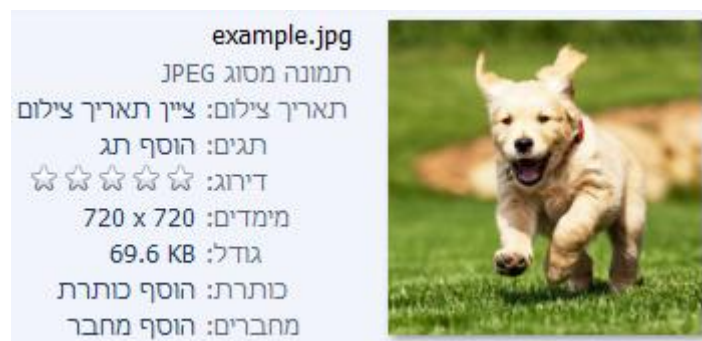 example.jpg
תמונה מסוג JPEG
תאריך צילום: ציין תאריך צילום
תגים: הוסף תג
דירוג:
מימדים: 720 x 720
גודל: 69.6 KB
כותרת: הוסף כותרת
מחברים: הוסף מחבר